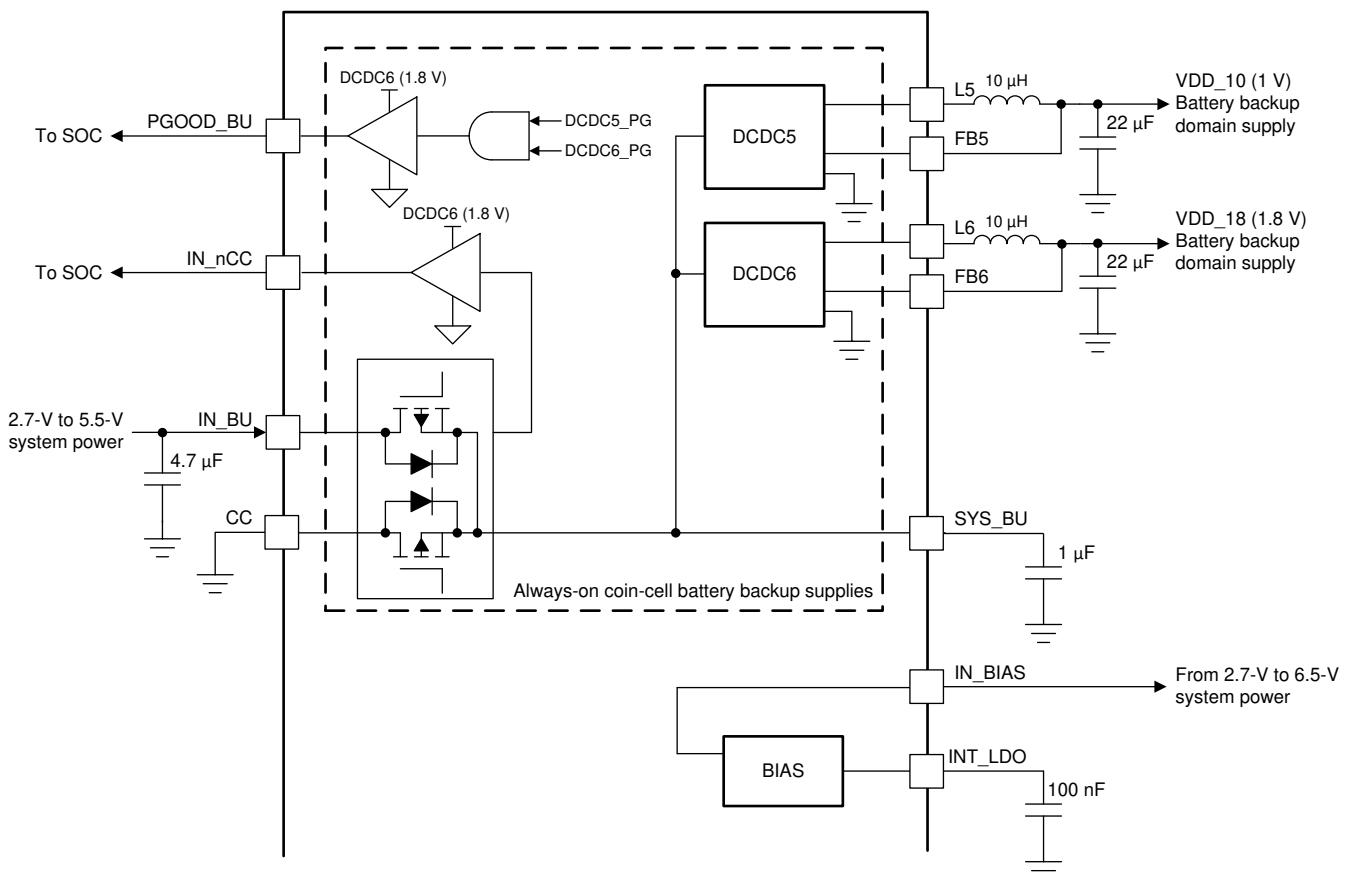 DCDC6 (1.8 V)
PGOOD_BU
To SOC
DCDC5_PG
DCDC6_PG
DCDC6 (1.8 V)
IN_nCC
To SOC
2.7-V to 5.5-V
system power
IN_BU
4.7 µF
CC
Always-on coin-cell battery backup supplies
DCDC5
L5
10 µH
FB5
22 µF
VDD_10 (1 V)
Battery backup
domain supply
DCDC6
L6
10 µH
FB6
22 µF
VDD_18 (1.8 V)
Battery backup
domain supply
SYS_BU
1 µF
IN_BIAS
From 2.7-V to 6.5-V
system power
BIAS
INT_LDO
100 nF